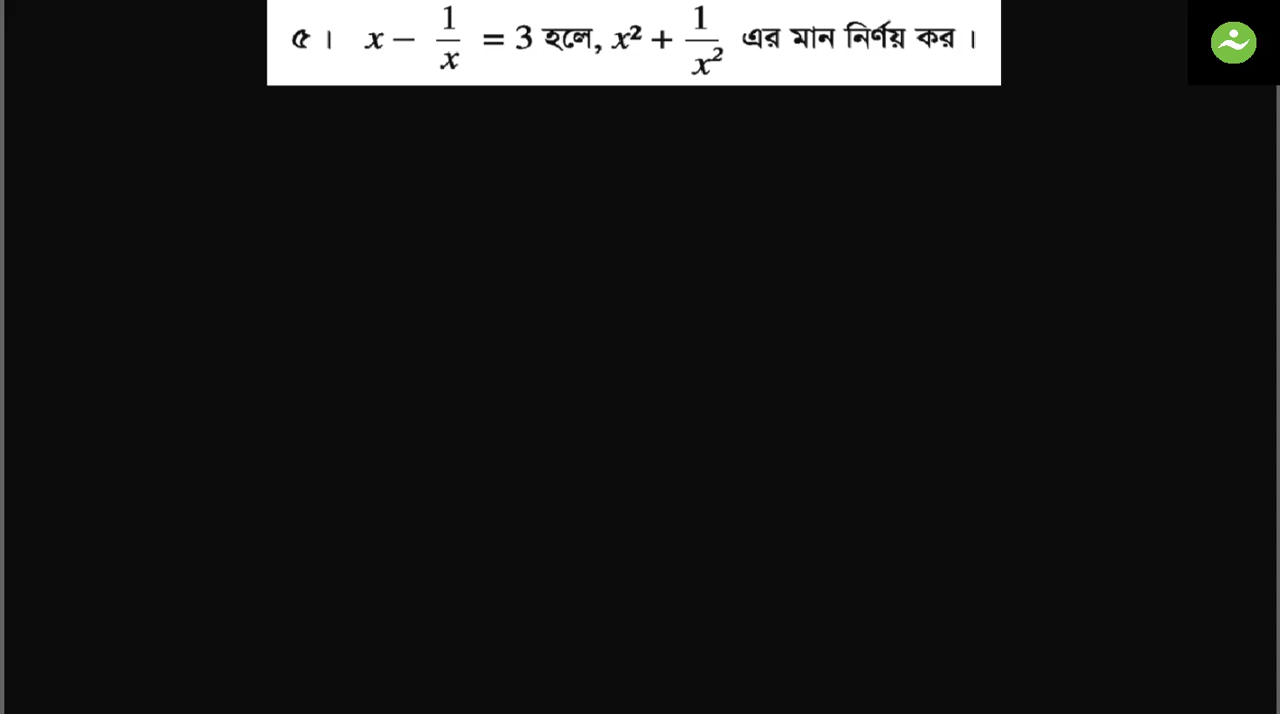 ৫। x − 1/x = 3 হলে, x² + 1/x² এর মান নির্ণয় কর।